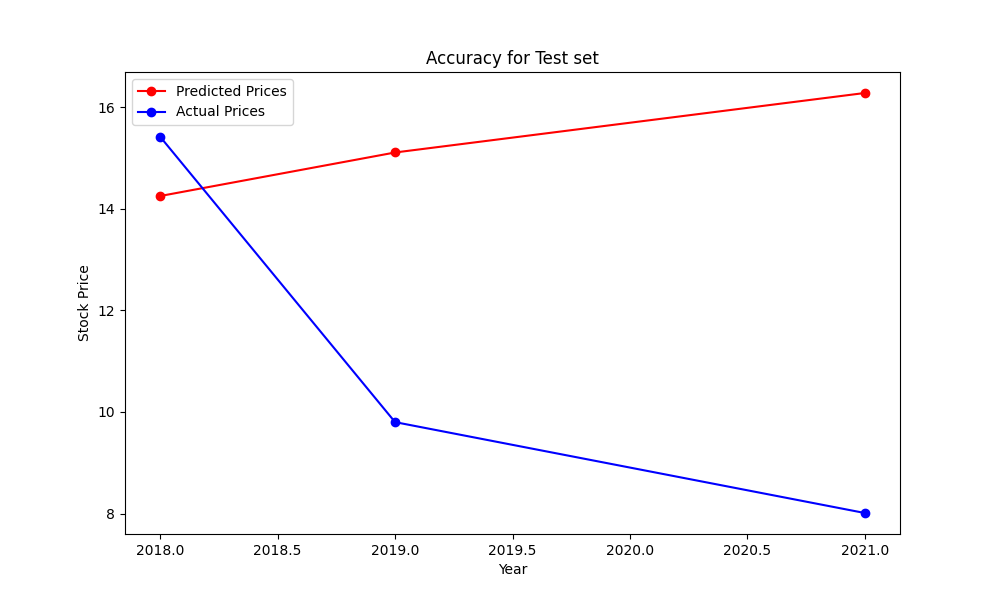 Accuracy for Test set
Predicted Prices
Actual Prices
16
14
12
10
8
Stock Price
2018.0 2018.5 2019.0 2019.5 2020.0 2020.5 2021.0
Year